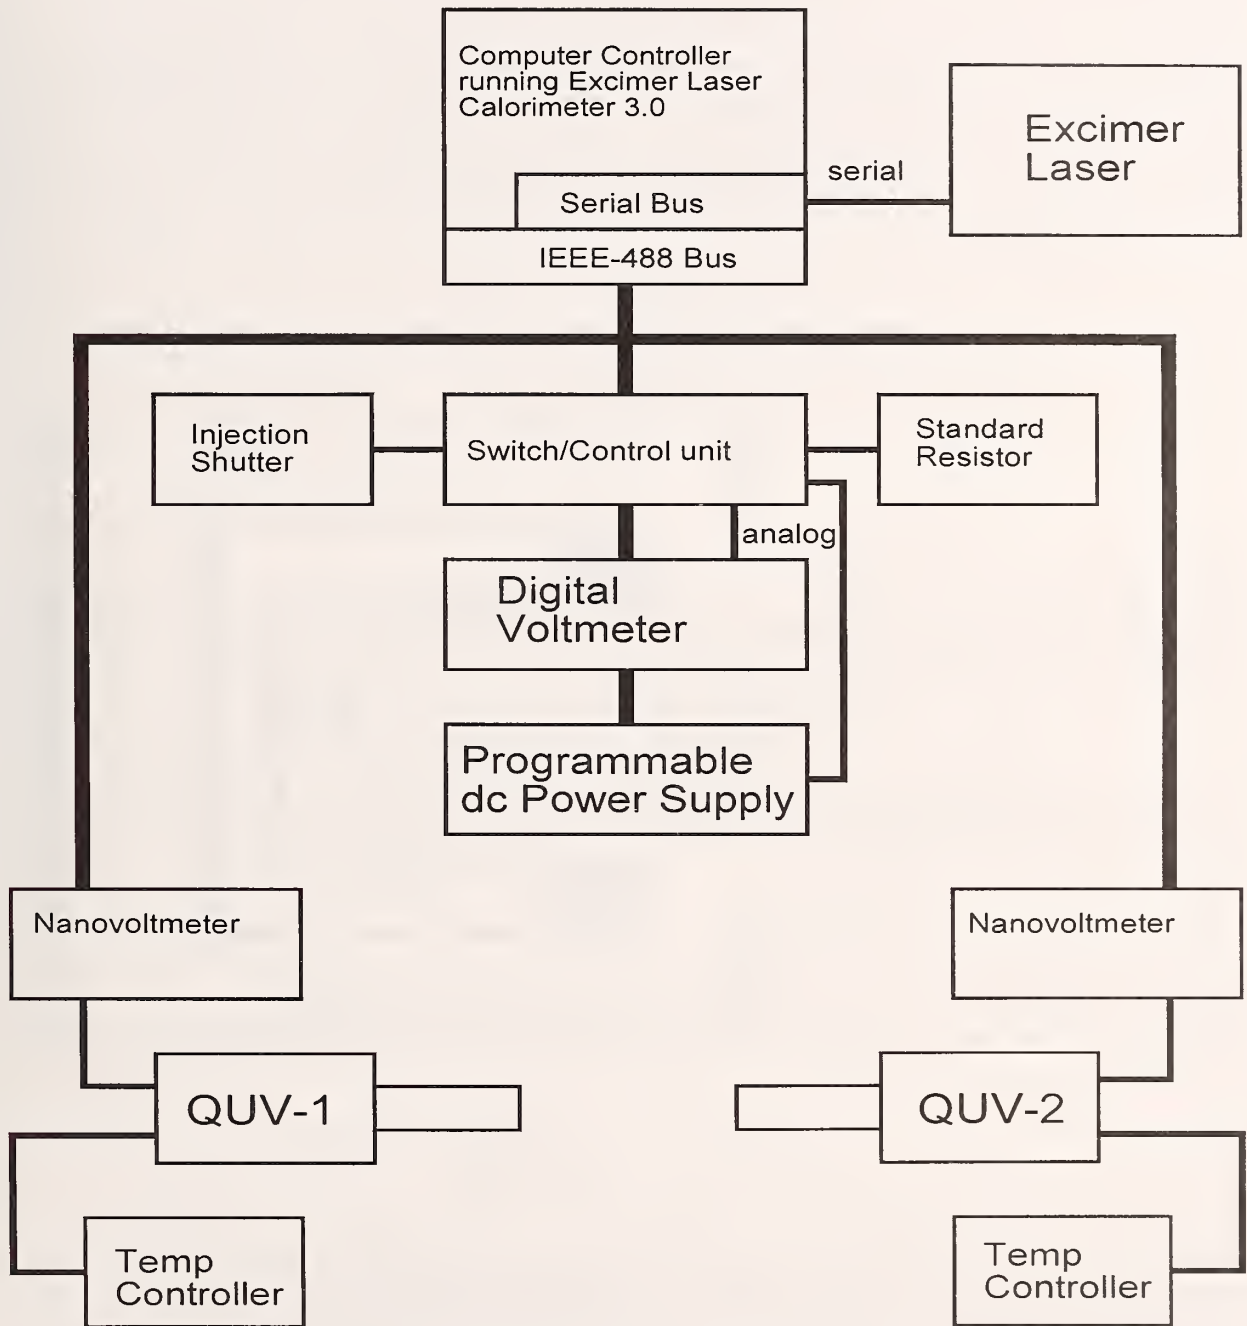 Computer Controller
running Excimer Laser
Calorimeter 3.0
Excimer
Laser
serial
Serial Bus
IEEE-488 Bus
Injection
Shutter
Switch/Control unit
Standard
Resistor
analog
Digital
Voltmeter
Programmable
dc Power Supply
Nanovoltmeter
Nanovoltmeter
QUV-1
QUV-2
Temp
Controller
Temp
Controller